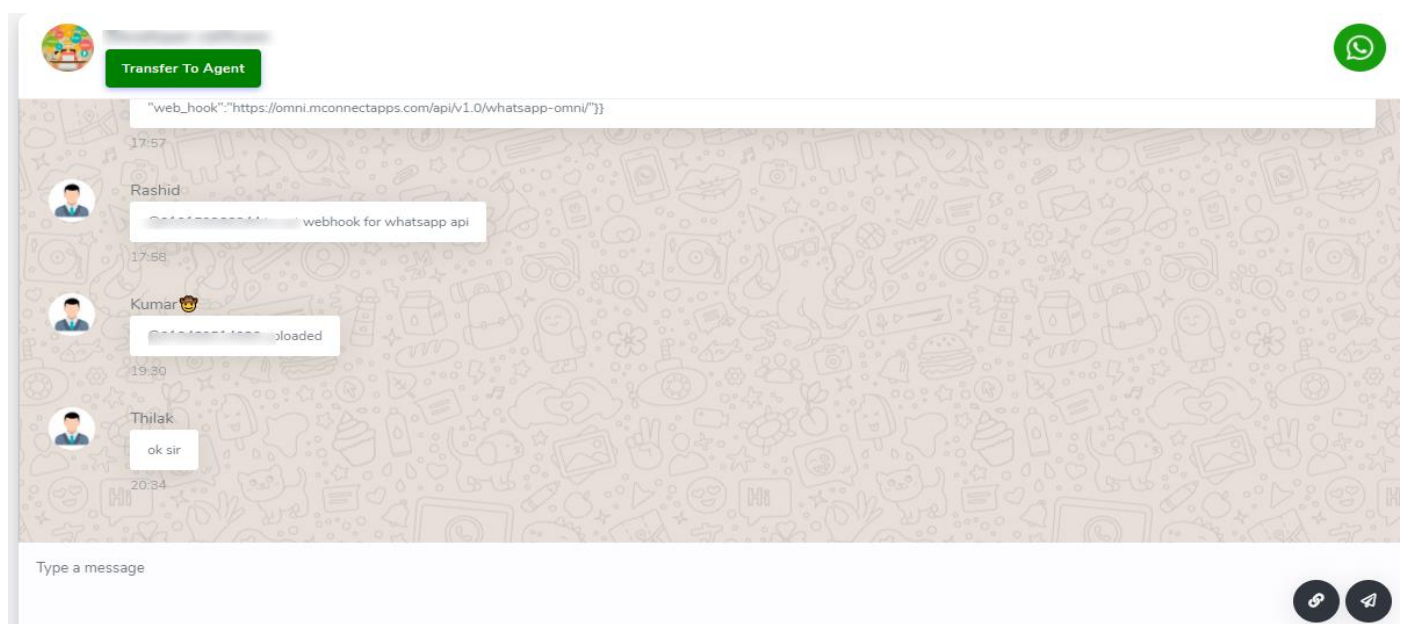 Transfer To Agent
"web_hook":"https://omni.mconnectapps.com/api/v1.0/whatsapp-omni/"}}
17:57
Rashid
webhook for whatsapp api
17:58
Kumar🤠
19:30
Thilak
ok sir
20:34
Type a message